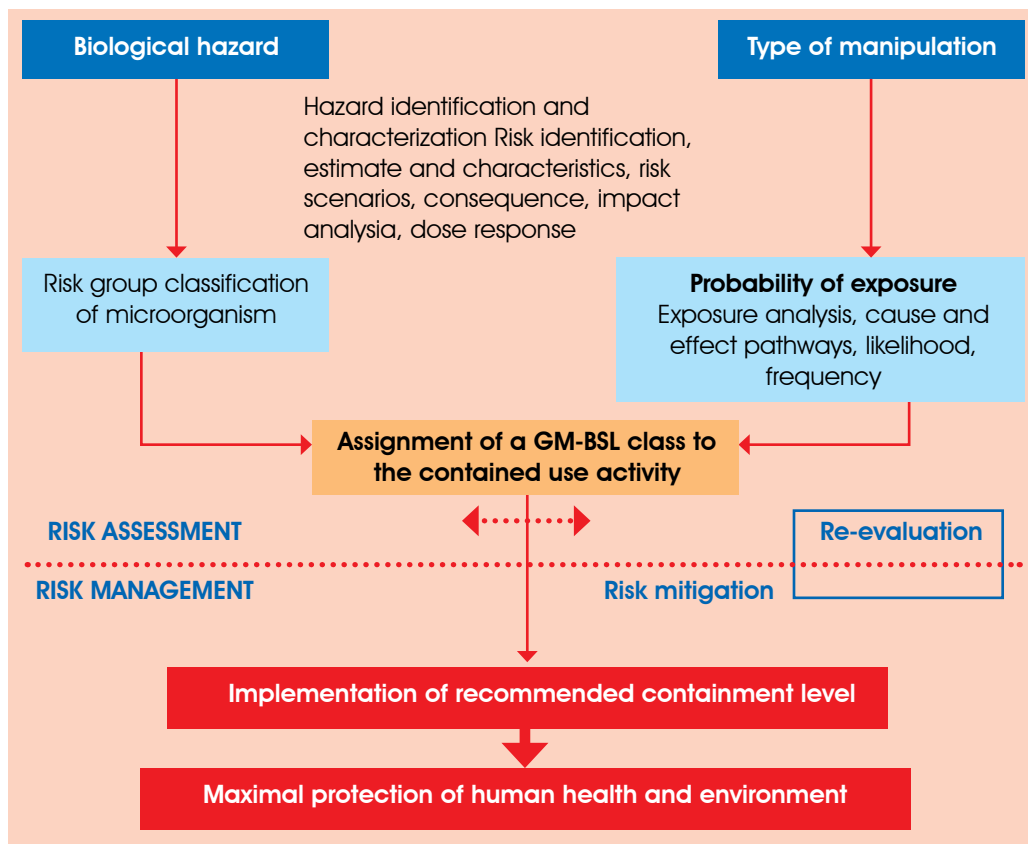 Biological hazard
Type of manipulation
Hazard identification and
characterization Risk identification,
estimate and characteristics, risk
scenarios, consequence, impact
analysia, dose response
Risk group classification
of microorganism
Probability of exposure
Exposure analysis, cause and
effect pathways, likelihood,
frequency
Assignment of a GM-BSL class to
the contained use activity
RISK ASSESSMENT
Re-evaluation
RISK MANAGEMENT
Risk mitigation
Implementation of recommended containment level
Maximal protection of human health and environment